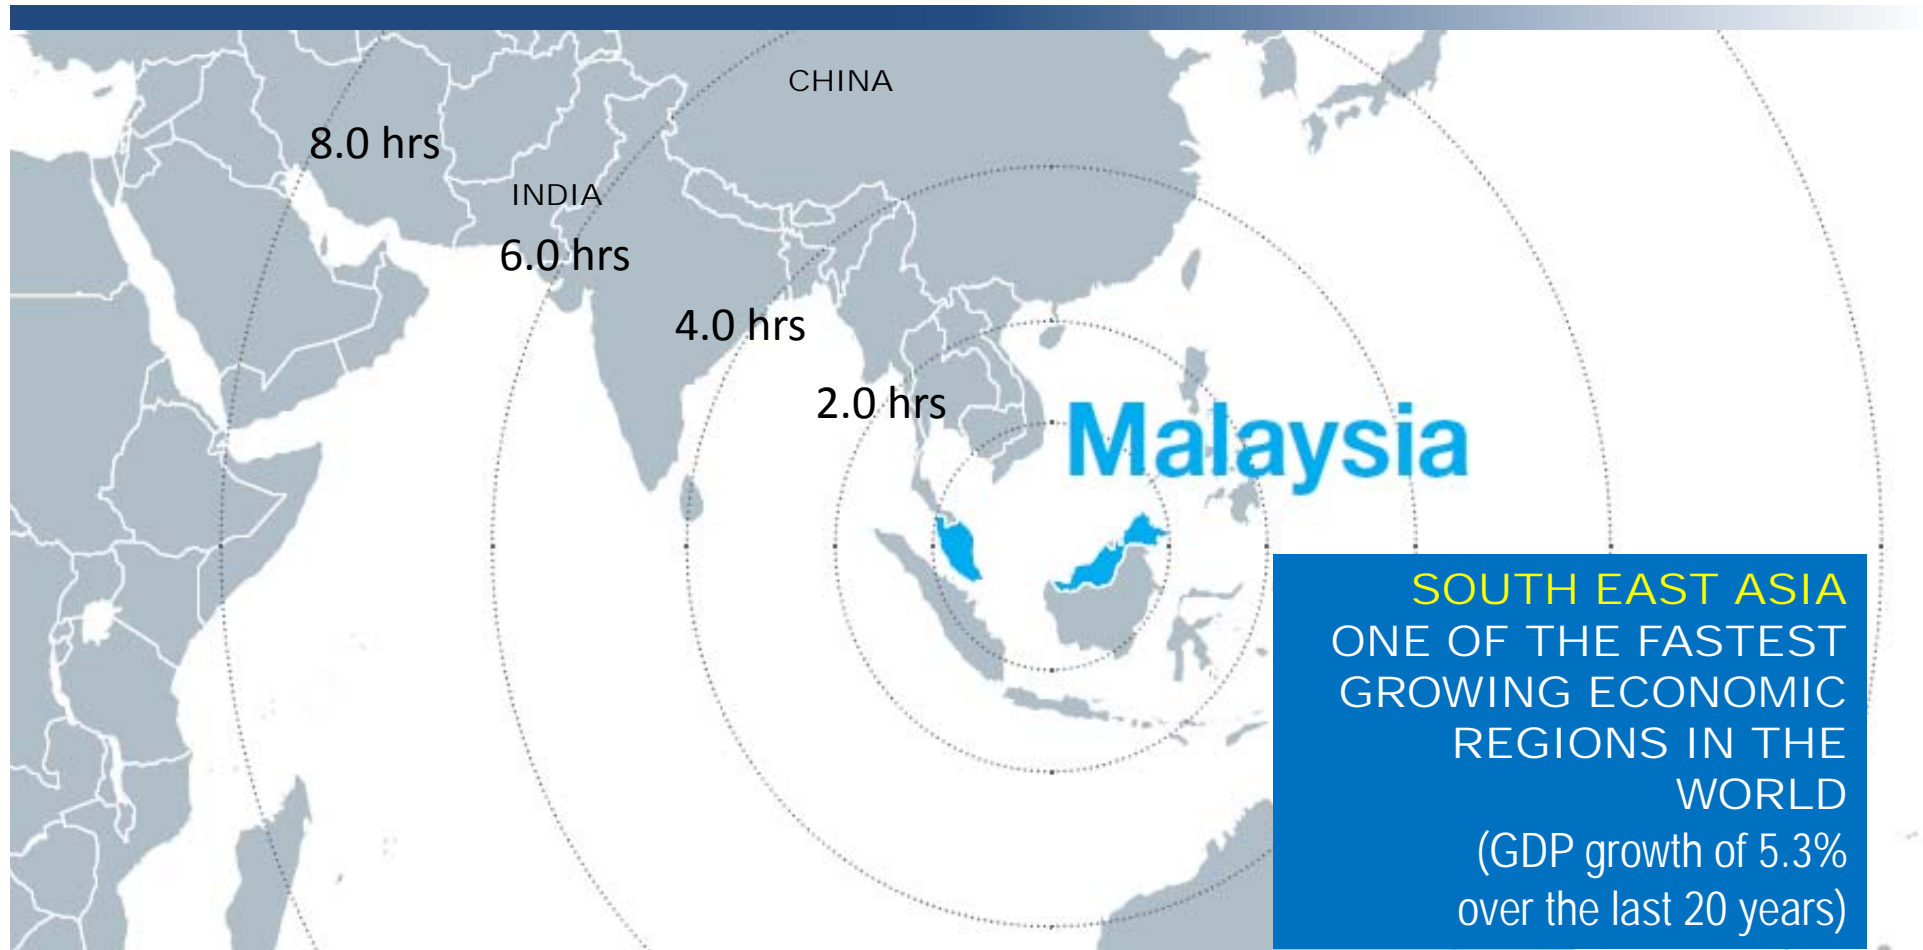 CHINA
8.0 hrs
INDIA
6.0 hrs
4.0 hrs
2.0 hrs
Malaysia
SOUTH EAST ASIA
ONE OF THE FASTEST
GROWING ECONOMIC
REGIONS IN THE
WORLD
(GDP growth of 5.3%
over the last 20 years)